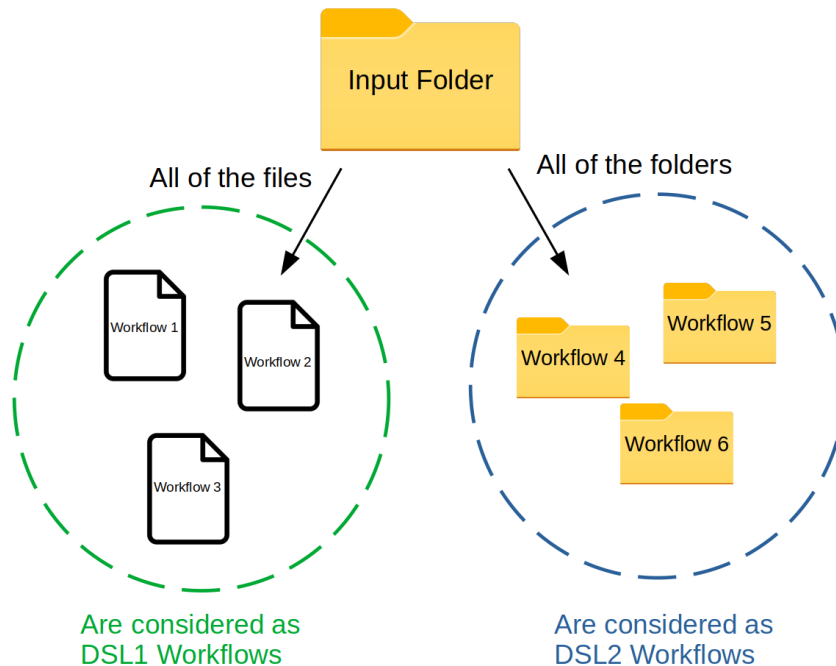 Input Folder
All of the files
All of the folders
Workflow 1
Workflow 2
Workflow 3
Workflow 4
Workflow 5
Workflow 6
Are considered as
DSL1 Workflows
Are considered as
DSL2 Workflows